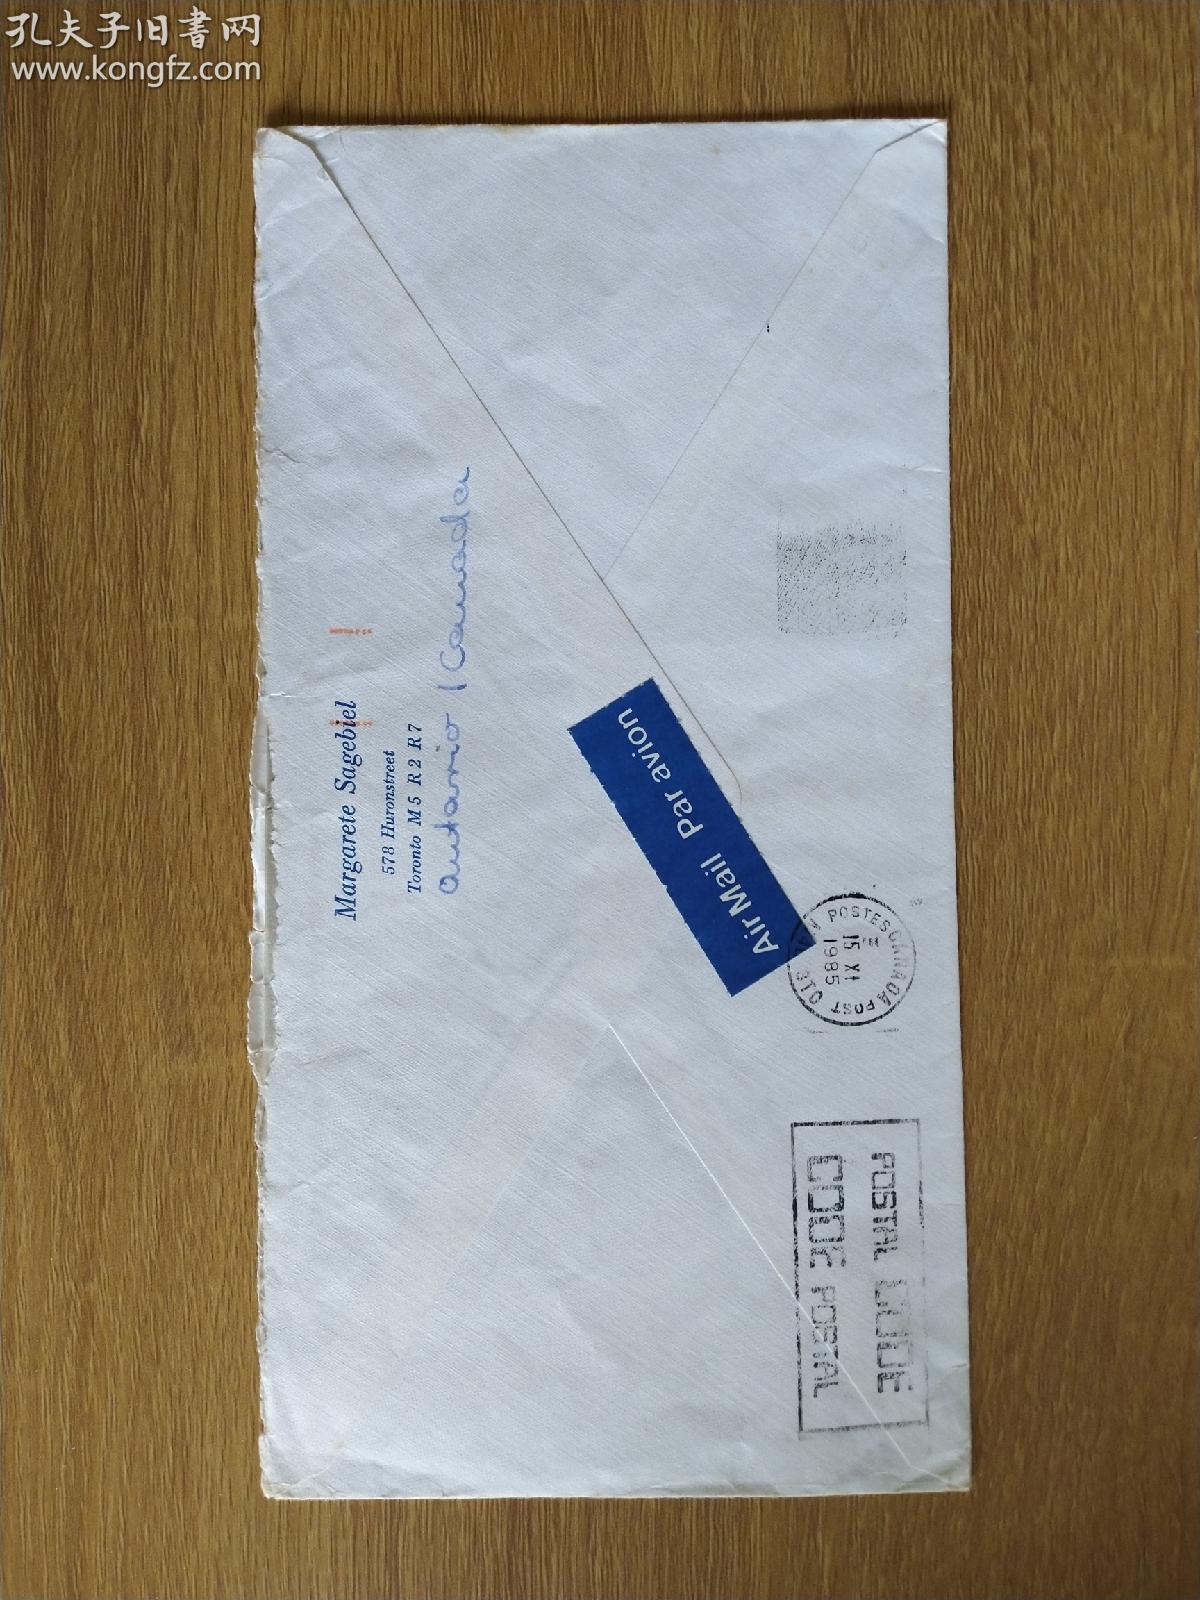 孔夫子旧書网
www.kongfz.com
Margarete Sagebiel
578 Huronstreet
Toronto M5 R2 R7
Ontario / Canada
Air Mail Par avion
POSTES CANADA POST
15 XI
1985
POSTAL CODE
CODE POSTAL